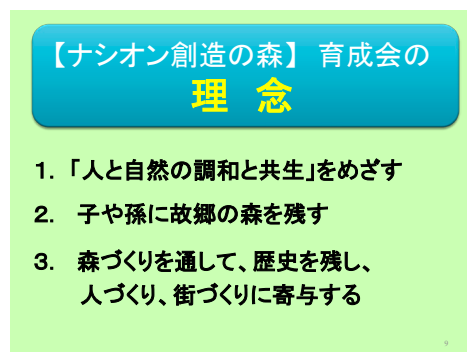 【ナシオン創造の森】 育成会の
理 念
1. 「人と自然の調和と共生」をめざす
2. 子や孫に故郷の森を残す
3. 森づくりを通して、歴史を残し、
人づくり、街づくりに寄与する
9